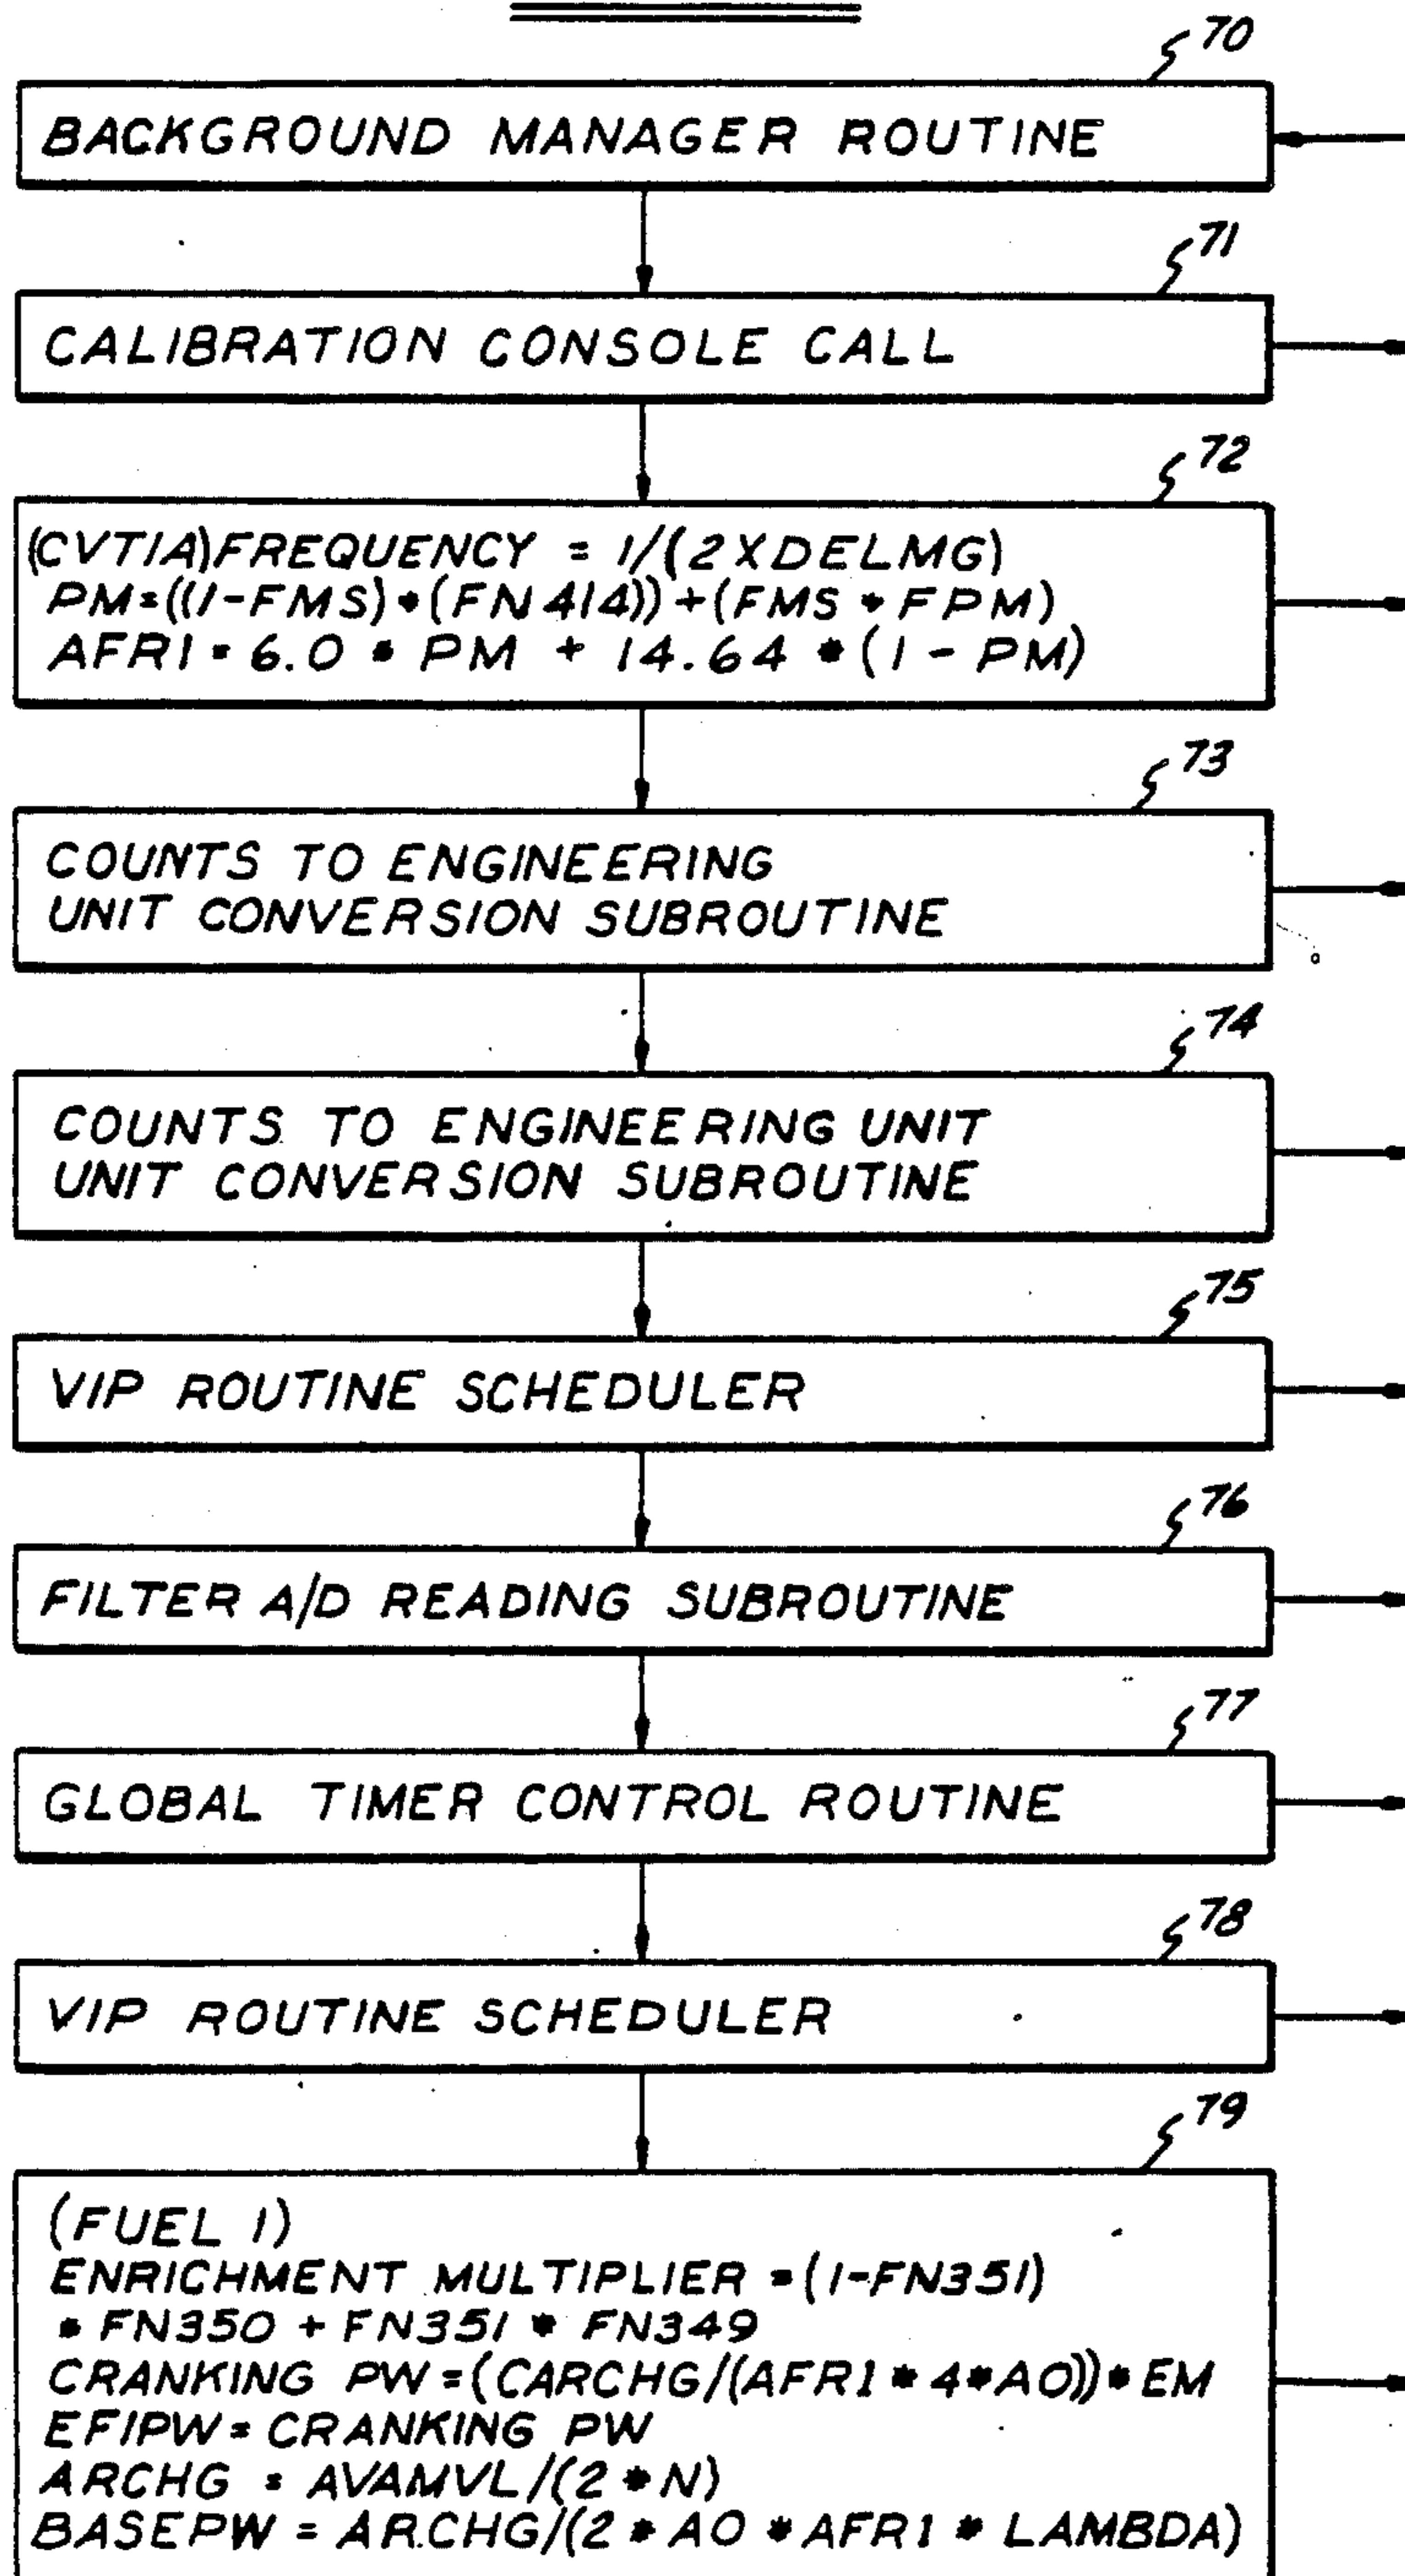 70
BACKGROUND MANAGER ROUTINE
71
CALIBRATION CONSOLE CALL
72
(CVT1A)FREQUENCY = 1/(2XDELMG)
PM=((1-FMS)*(FN414))+(FMS*FPM)
AFR1=6.0 * PM + 14.64 *(1 - PM)
73
COUNTS TO ENGINEERING
UNIT CONVERSION SUBROUTINE
74
COUNTS TO ENGINEERING UNIT
UNIT CONVERSION SUBROUTINE
75
VIP ROUTINE SCHEDULER
76
FILTER A/D READING SUBROUTINE
77
GLOBAL TIMER CONTROL ROUTINE
78
VIP ROUTINE SCHEDULER
79
(FUEL 1)
ENRICHMENT MULTIPLIER =(1-FN351)
* FN350 + FN351 * FN349
CRANKING PW=(CARCHG/(AFR1 * 4*AO))* EM
EFIPW= CRANKING PW
ARCHG = AVAMVL/(2 * N)
BASEPW = ARCHG/(2 * AO * AFR1 * LAMBDA)